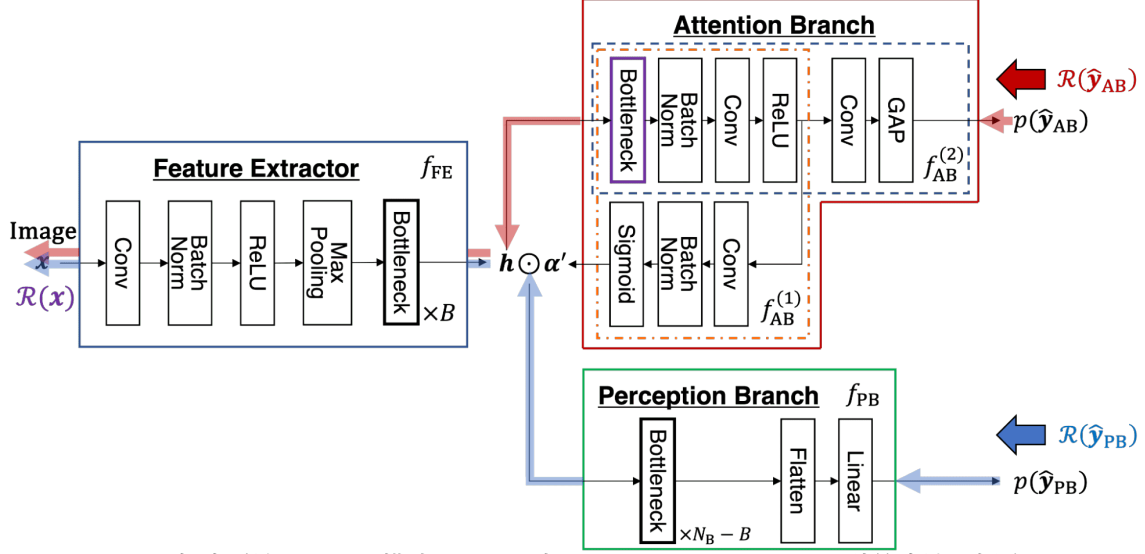 Attention Branch
Bottleneck
Batch Norm
Conv
ReLU
Conv
GAP
f_AB^(2)
ℛ(ŷ_AB)
p(ŷ_AB)
Feature Extractor
f_FE
Image
x
ℛ(x)
Conv
Batch Norm
ReLU
Max Pooling
Bottleneck
×B
h ⊙ α′
Sigmoid
Batch Norm
Conv
f_AB^(1)
Perception Branch
f_PB
Bottleneck
×N_B − B
Flatten
Linear
ℛ(ŷ_PB)
p(ŷ_PB)